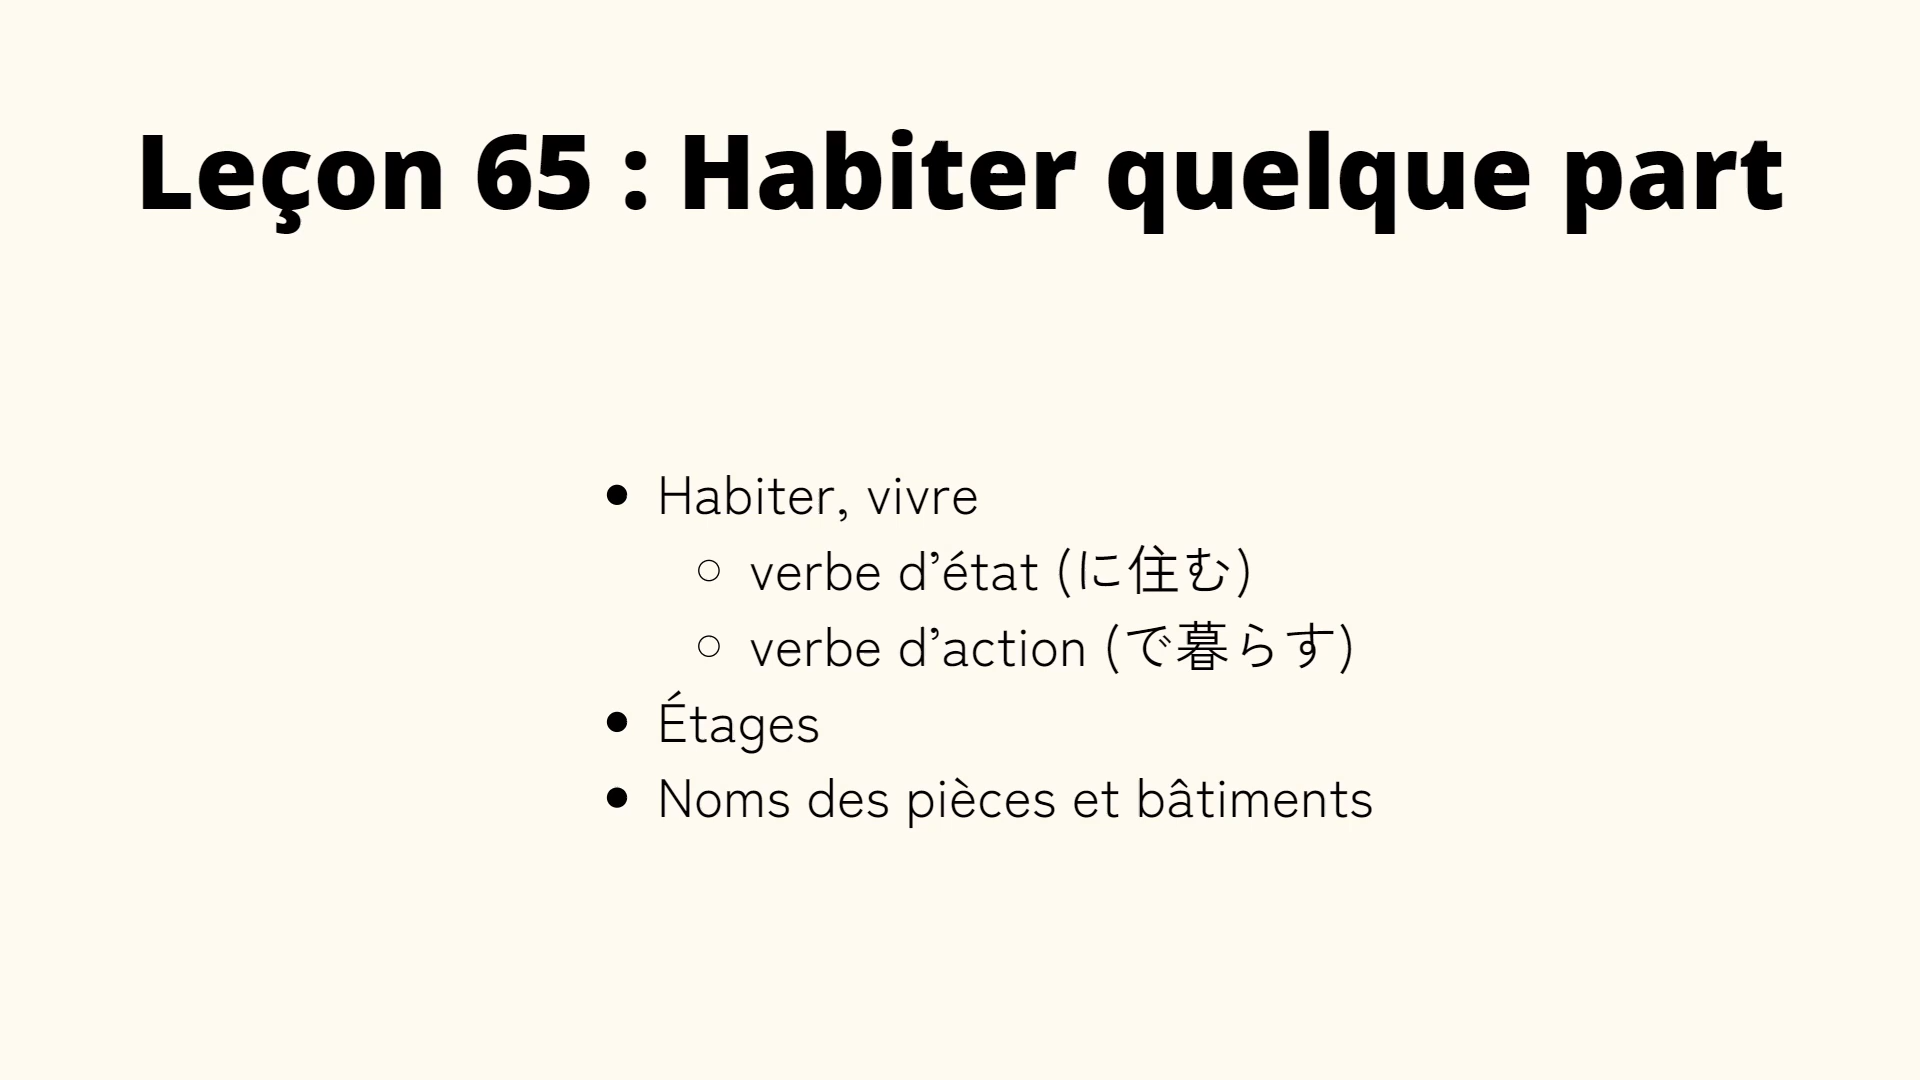 Leçon 65 : Habiter quelque part
• Habiter, vivre
○ verbe d’état (に住む)
○ verbe d’action (で暮らす)
• Étages
• Noms des pièces et bâtiments